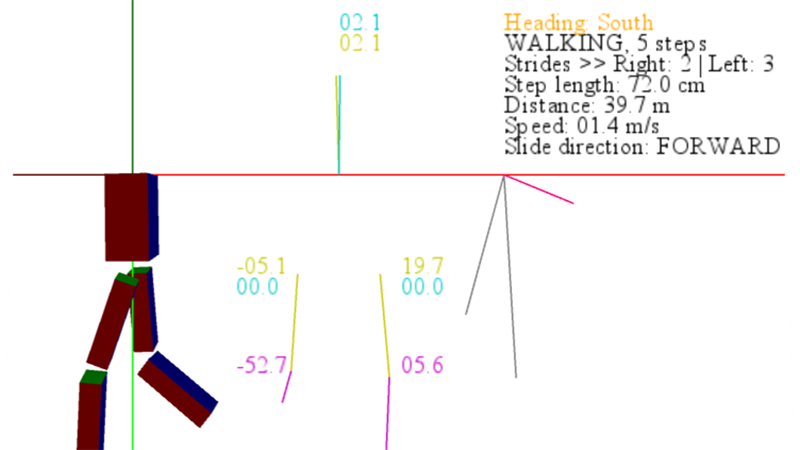 02.1
02.1
Heading: South
WALKING, 5 steps
Strides >> Right: 2 | Left: 3
Step length: 72.0 cm
Distance: 39.7 m
Speed: 01.4 m/s
Slide direction: FORWARD
-05.1
00.0
19.7
00.0
-52.7
05.6